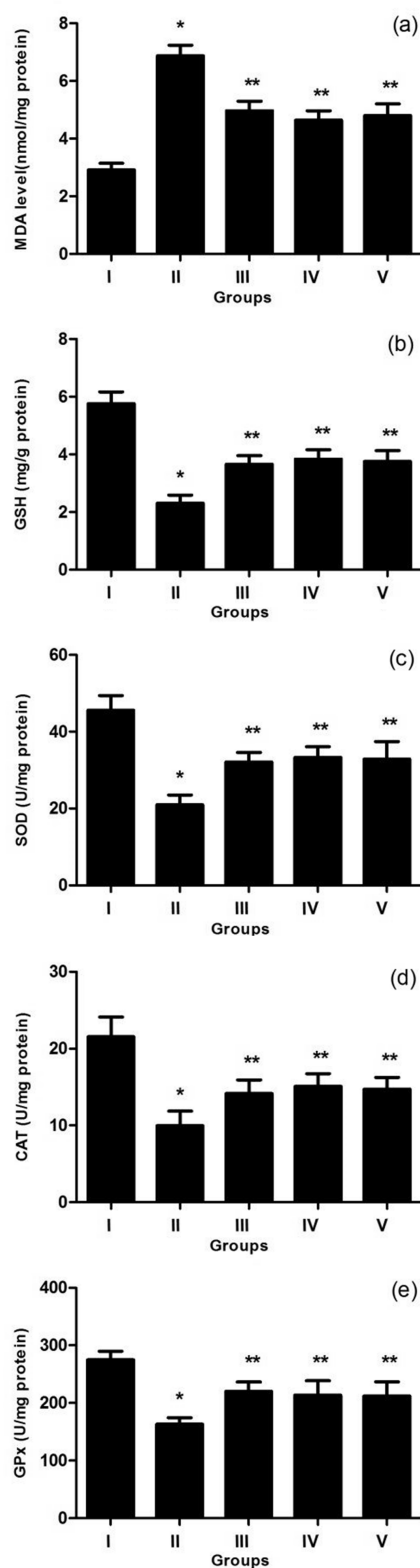 (a)
MDA level(nmol/mg protein)
8
6
4
2
0
*
**
**
**
I II III IV V
Groups
(b)
GSH (mg/g protein)
8
6
4
2
0
*
**
**
**
I II III IV V
Groups
(c)
SOD (U/mg protein)
60
40
20
0
*
**
**
**
I II III IV V
Groups
(d)
CAT (U/mg protein)
30
20
10
0
*
**
**
**
I II III IV V
Groups
(e)
GPx (U/mg protein)
400
300
200
100
0
*
**
**
**
I II III IV V
Groups